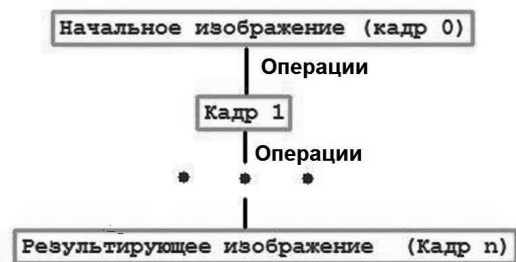 Начальное изображение (кадр 0)
Операции
Кадр 1
Операции
Результирующее изображение (Кадр n)